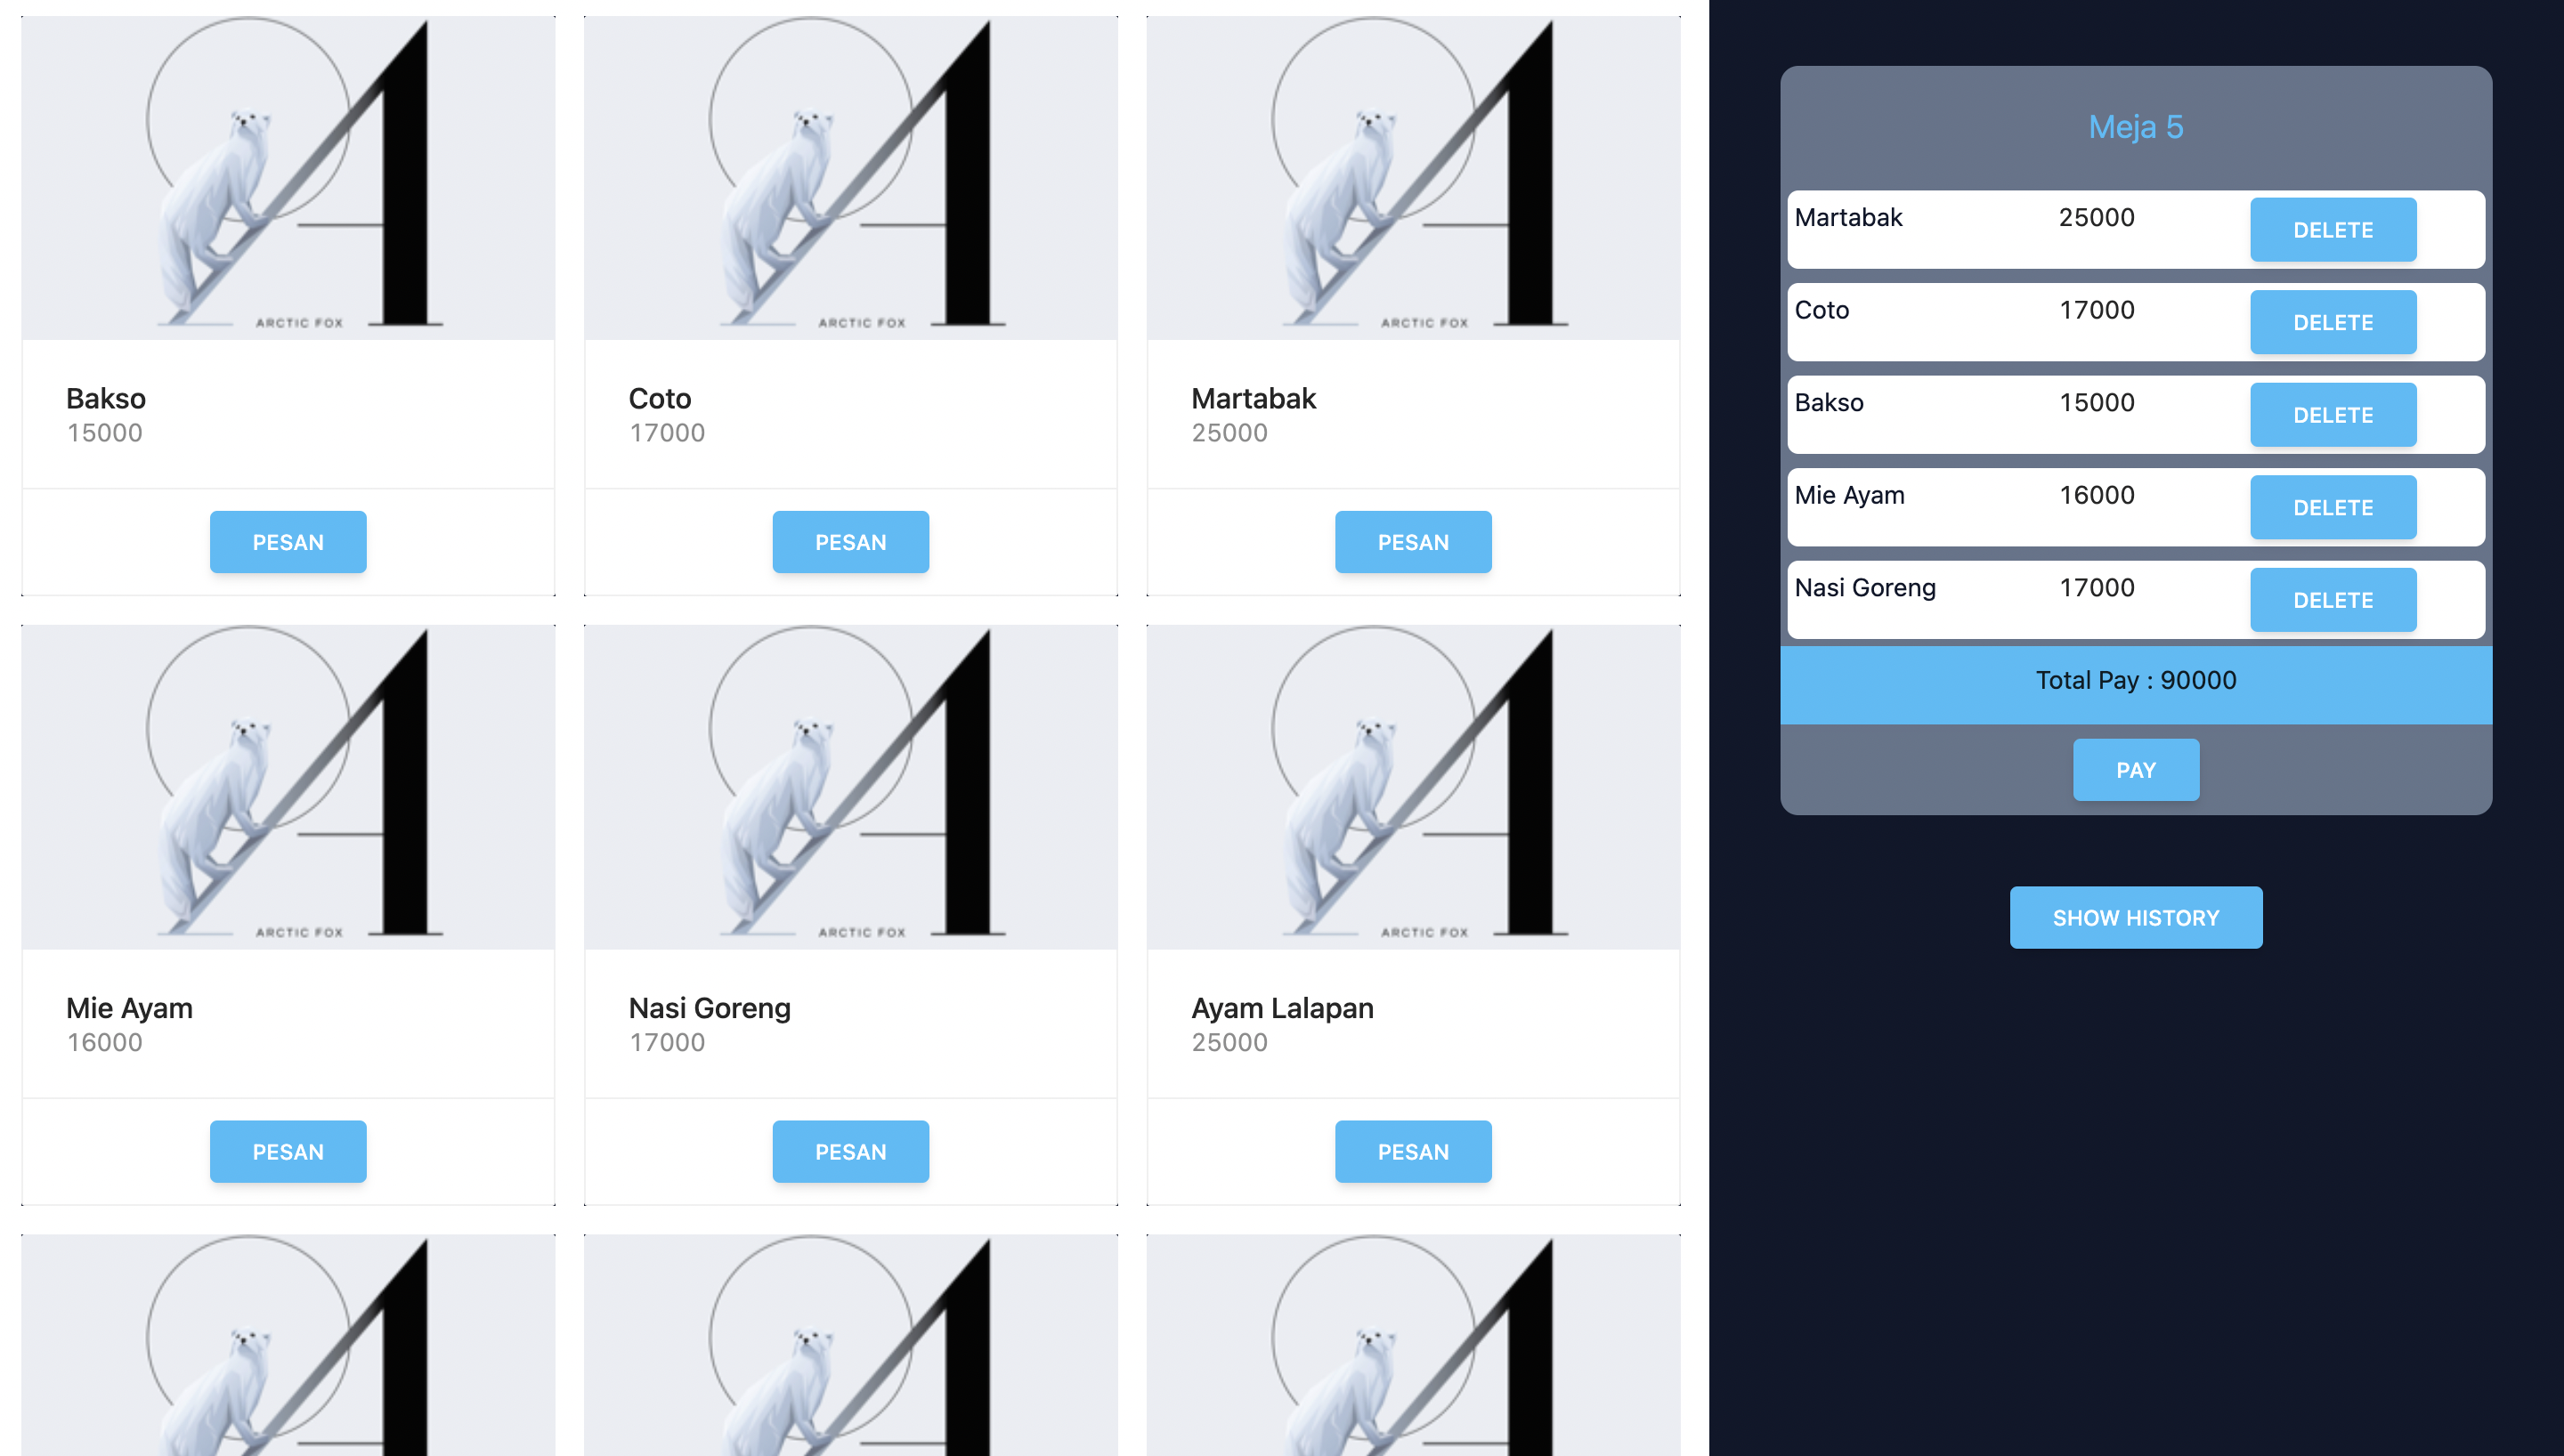 ARCTIC FOX
ARCTIC FOX
ARCTIC FOX
Bakso
15000
Coto
17000
Martabak
25000
PESAN
PESAN
PESAN
ARCTIC FOX
ARCTIC FOX
ARCTIC FOX
Mie Ayam
16000
Nasi Goreng
17000
Ayam Lalapan
25000
PESAN
PESAN
PESAN
Meja 5
Martabak 25000 DELETE
Coto 17000 DELETE
Bakso 15000 DELETE
Mie Ayam 16000 DELETE
Nasi Goreng 17000 DELETE
Total Pay : 90000
PAY
SHOW HISTORY